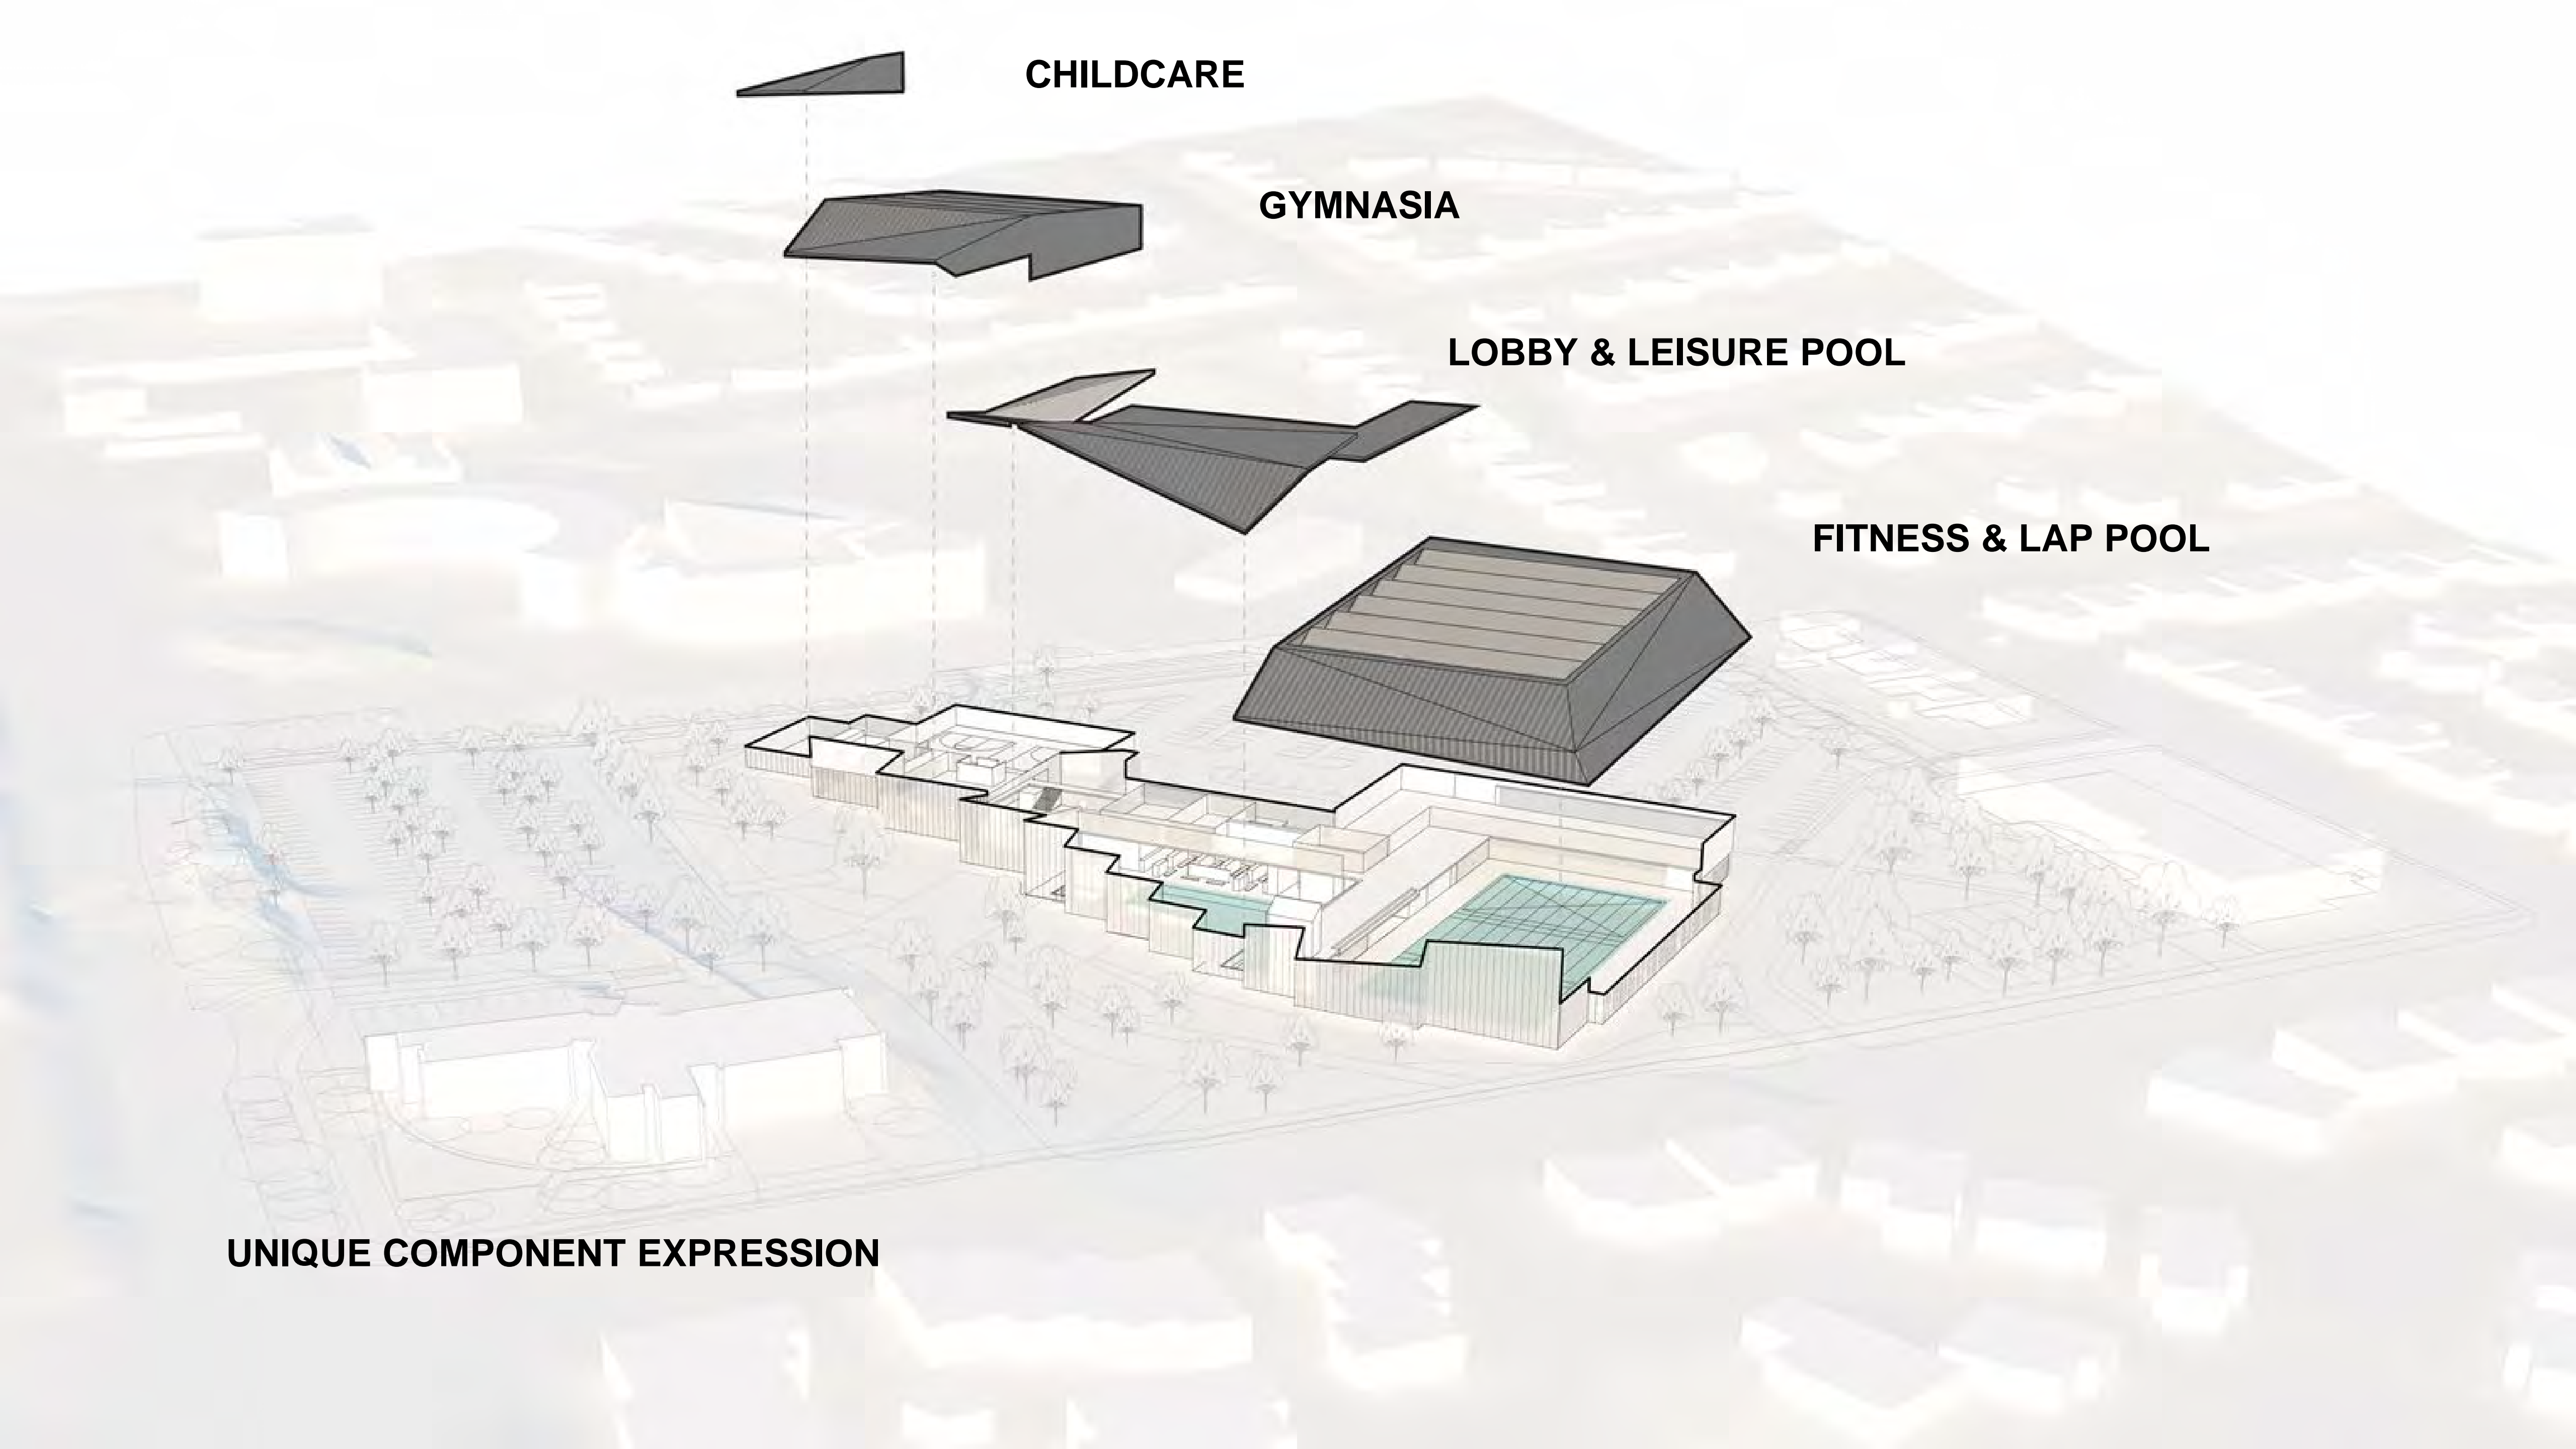 CHILDCARE
GYMNASIA
LOBBY & LEISURE POOL
FITNESS & LAP POOL
UNIQUE COMPONENT EXPRESSION